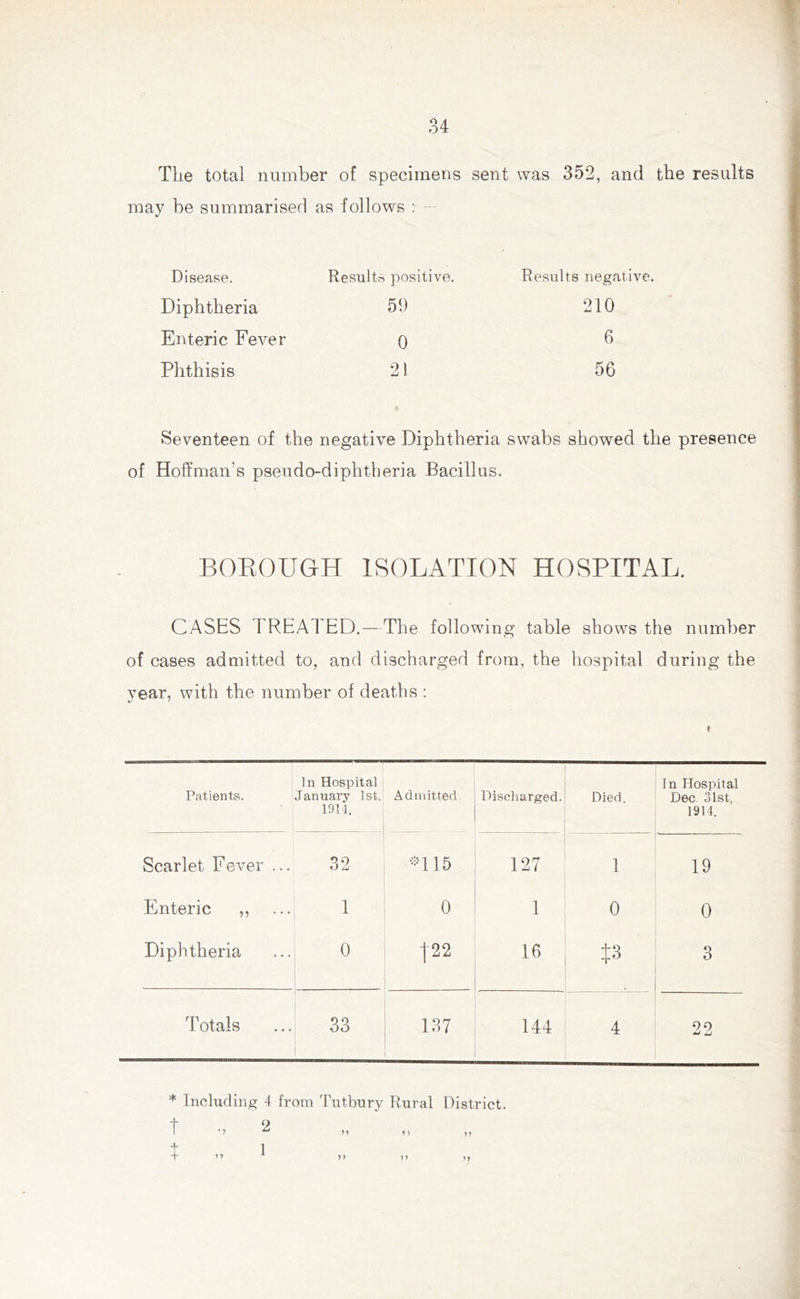 34
The total number of specimens sent was 352, and the results
may be summarised as follows : —
Disease. Results positive. Results negative.
Diphtheria 59 210
Enteric Fever 0 6
Phthisis 21 56
Seventeen of the negative Diphtheria swabs showed the presence
of Hoffman's pseudo-diphtheria Bacillus.
BOROUGH ISOLATION HOSPITAL.
CASES TREATED.—The following table shows the number
of cases admitted to, and discharged from, the hospital during the
year, with the number of deaths :
Patients. In Hospital January 1st, 1914. Admitted. Discharged. Died. In Hospital Dec. 31st, 1914.
Scarlet Fever ... 32 *115 127 1 19
Enteric ,, ... 1 0 1 0 0
Diphtheria ... 0 †22 16 ‡3 3
Totals ... 33 137 144 4 22
* Including 4 from Tutbury Rural District.
† ,, 2 ,, ,, ,,
‡ ,, 1 ,, ,, ,,